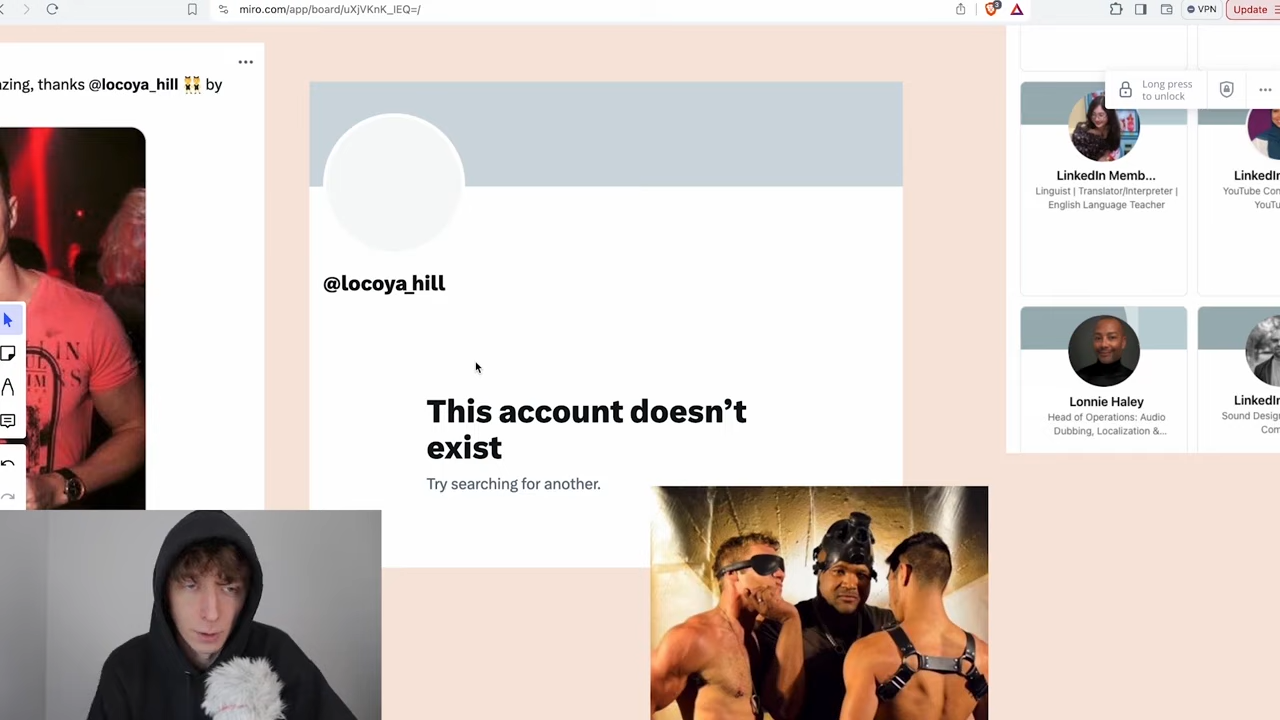 miro.com/app/board/uXjVKnK_IEQ=/
3
VPN
Update
azing, thanks @locoya_hill 👯 by
@locoya_hill
This account doesn’t
exist
Try searching for another.
Long press
to unlock
LinkedIn Memb...
Linguist | Translator/Interpreter |
English Language Teacher
LinkedIn
YouTube Con
YouTu
Lonnie Haley
Head of Operations: Audio
Dubbing, Localization &...
LinkedIn
Sound Desig
Com